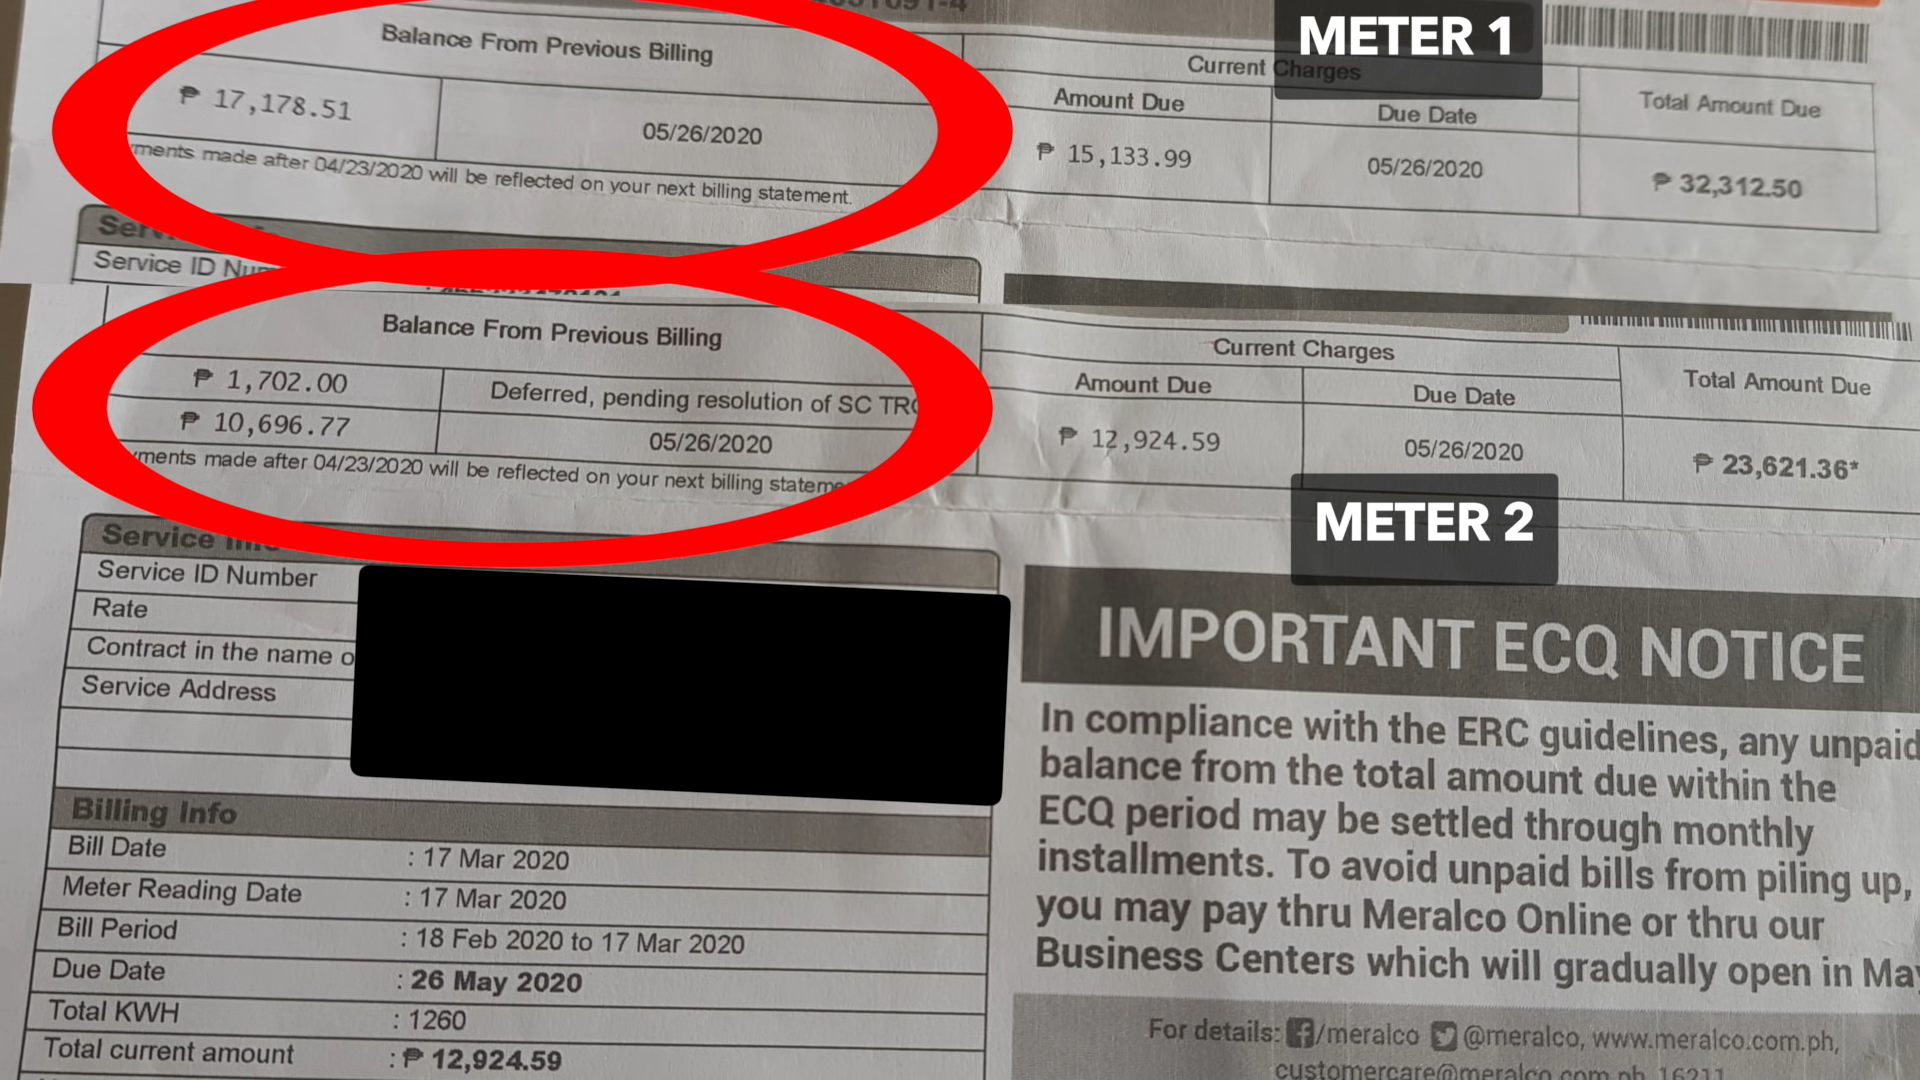 METER 1
Balance From Previous Billing
Current Charges
Amount Due
Due Date
Total Amount Due
₱ 17,178.51
05/26/2020
₱ 15,133.99
05/26/2020
₱ 32,312.50
made after 04/23/2020 will be reflected on your next billing statement.
Service ID
Balance From Previous Billing
Current Charges
Amount Due
Due Date
Total Amount Due
₱ 1,702.00
Deferred, pending resolution of SC
₱ 10,696.77
05/26/2020
₱ 12,924.59
05/26/2020
₱ 23,621.36*
made after 04/23/2020 will be reflected on your next billing
METER 2
Service
Service ID Number
Rate
Contract in the name
Service Address
IMPORTANT ECQ NOTICE
In compliance with the ERC guidelines, any unpaid
balance from the total amount due within the
ECQ period may be settled through monthly
installments. To avoid unpaid bills from piling up,
you may pay thru Meralco Online or thru our
Business Centers which will gradually open in
For details: /meralco @meralco, www.meralco.com.ph,
Billing Info
Bill Date : 17 Mar 2020
Meter Reading Date : 17 Mar 2020
Bill Period : 18 Feb 2020 to 17 Mar 2020
Due Date : 26 May 2020
Total KWH : 1260
Total current amount : ₱ 12,924.59